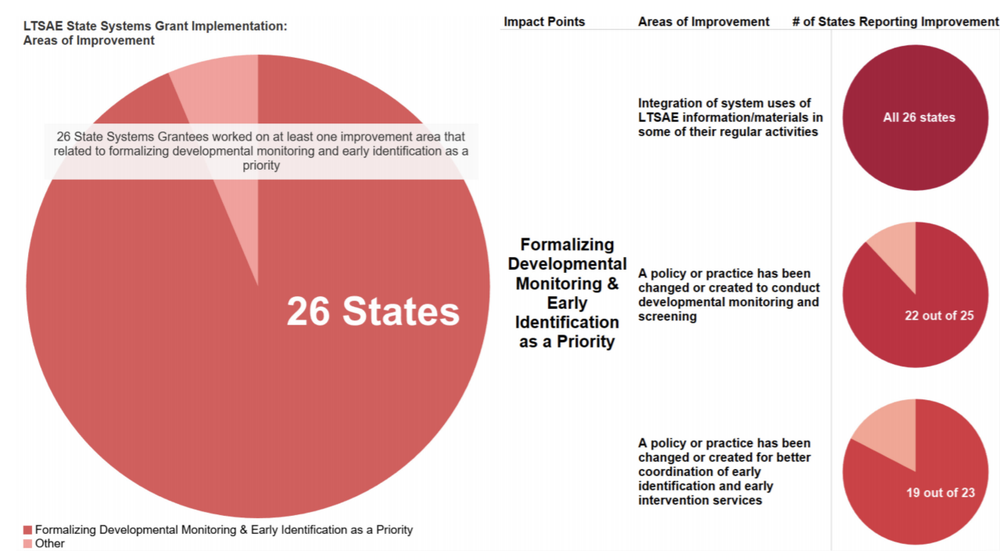 LTSAE State Systems Grant Implementation:
Areas of Improvement
26 State Systems Grantees worked on at least one improvement area that
related to formalizing developmental monitoring and early identification as a
priority
26 States
Formalizing Developmental Monitoring & Early Identification as a Priority
Other
Impact Points
Areas of Improvement
# of States Reporting Improvement
Formalizing
Developmental
Monitoring &
Early
Identification
as a Priority
Integration of system uses of
LTSAE information/materials in
some of their regular activities
All 26 states
A policy or practice has been
changed or created to conduct
developmental monitoring and
screening
22 out of 25
A policy or practice has been
changed or created for better
coordination of early
identification and early
intervention services
19 out of 23